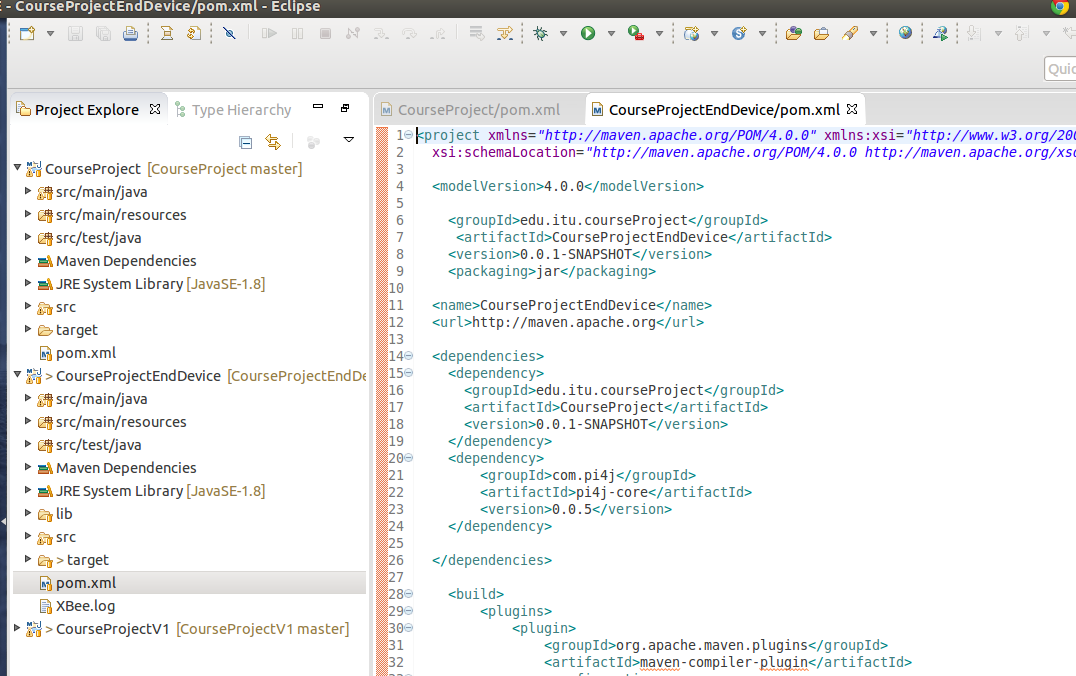 - CourseProjectEndDevice/pom.xml - Eclipse
Quic
Project Explore
Type Hierarchy
CourseProject [CourseProject master]
src/main/java
src/main/resources
src/test/java
Maven Dependencies
JRE System Library [JavaSE-1.8]
src
target
pom.xml
> CourseProjectEndDevice [CourseProjectEndDe
src/main/java
src/main/resources
src/test/java
Maven Dependencies
JRE System Library [JavaSE-1.8]
lib
src
> target
pom.xml
XBee.log
> CourseProjectV1 [CourseProjectV1 master]
CourseProject/pom.xml
CourseProjectEndDevice/pom.xml
1 <project xmlns="http://maven.apache.org/POM/4.0.0" xmlns:xsi="http://www.w3.org/200
2 xsi:schemaLocation="http://maven.apache.org/POM/4.0.0 http://maven.apache.org/xsd
3
4 <modelVersion>4.0.0</modelVersion>
5
6 <groupId>edu.itu.courseProject</groupId>
7 <artifactId>CourseProjectEndDevice</artifactId>
8 <version>0.0.1-SNAPSHOT</version>
9 <packaging>jar</packaging>
10
11 <name>CourseProjectEndDevice</name>
12 <url>http://maven.apache.org</url>
13
14 <dependencies>
15 <dependency>
16 <groupId>edu.itu.courseProject</groupId>
17 <artifactId>CourseProject</artifactId>
18 <version>0.0.1-SNAPSHOT</version>
19 </dependency>
20 <dependency>
21 <groupId>com.pi4j</groupId>
22 <artifactId>pi4j-core</artifactId>
23 <version>0.0.5</version>
24 </dependency>
25
26 </dependencies>
27
28 <build>
29 <plugins>
30 <plugin>
31 <groupId>org.apache.maven.plugins</groupId>
32 <artifactId>maven-compiler-plugin</artifactId>